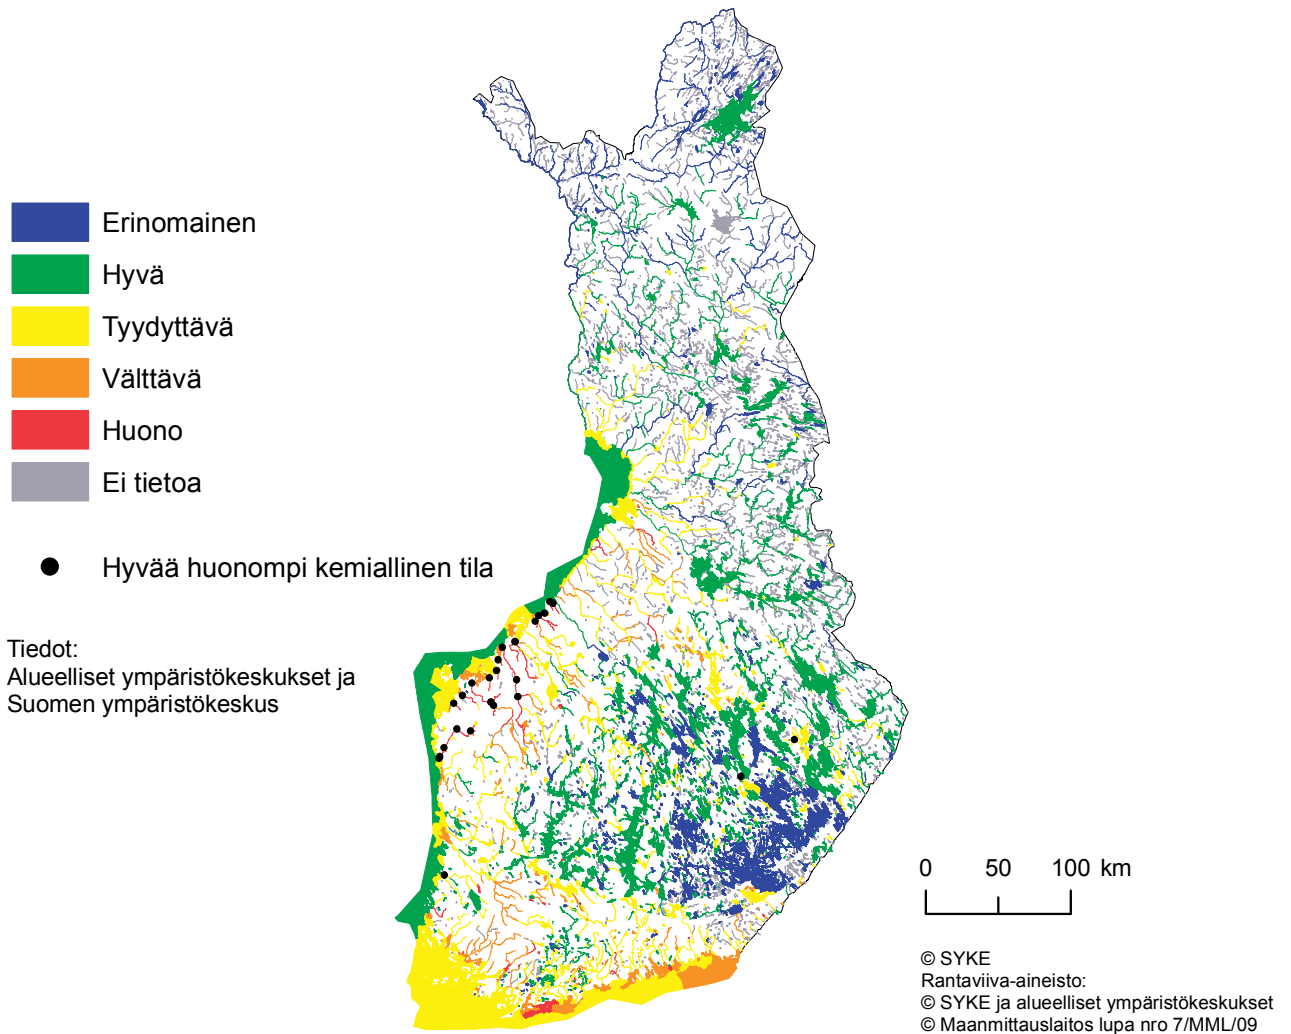 Erinomainen
Hyvä
Tyydyttävä
Välttävä
Huono
Ei tietoa
Hyvää huonompi kemiallinen tila
Tiedot:
Alueelliset ympäristökeskukset ja
Suomen ympäristökeskus
0 50 100 km
© SYKE
Rantaviiva-aineisto:
© SYKE ja alueelliset ympäristökeskukset
© Maanmittauslaitos lupa nro 7/MML/09